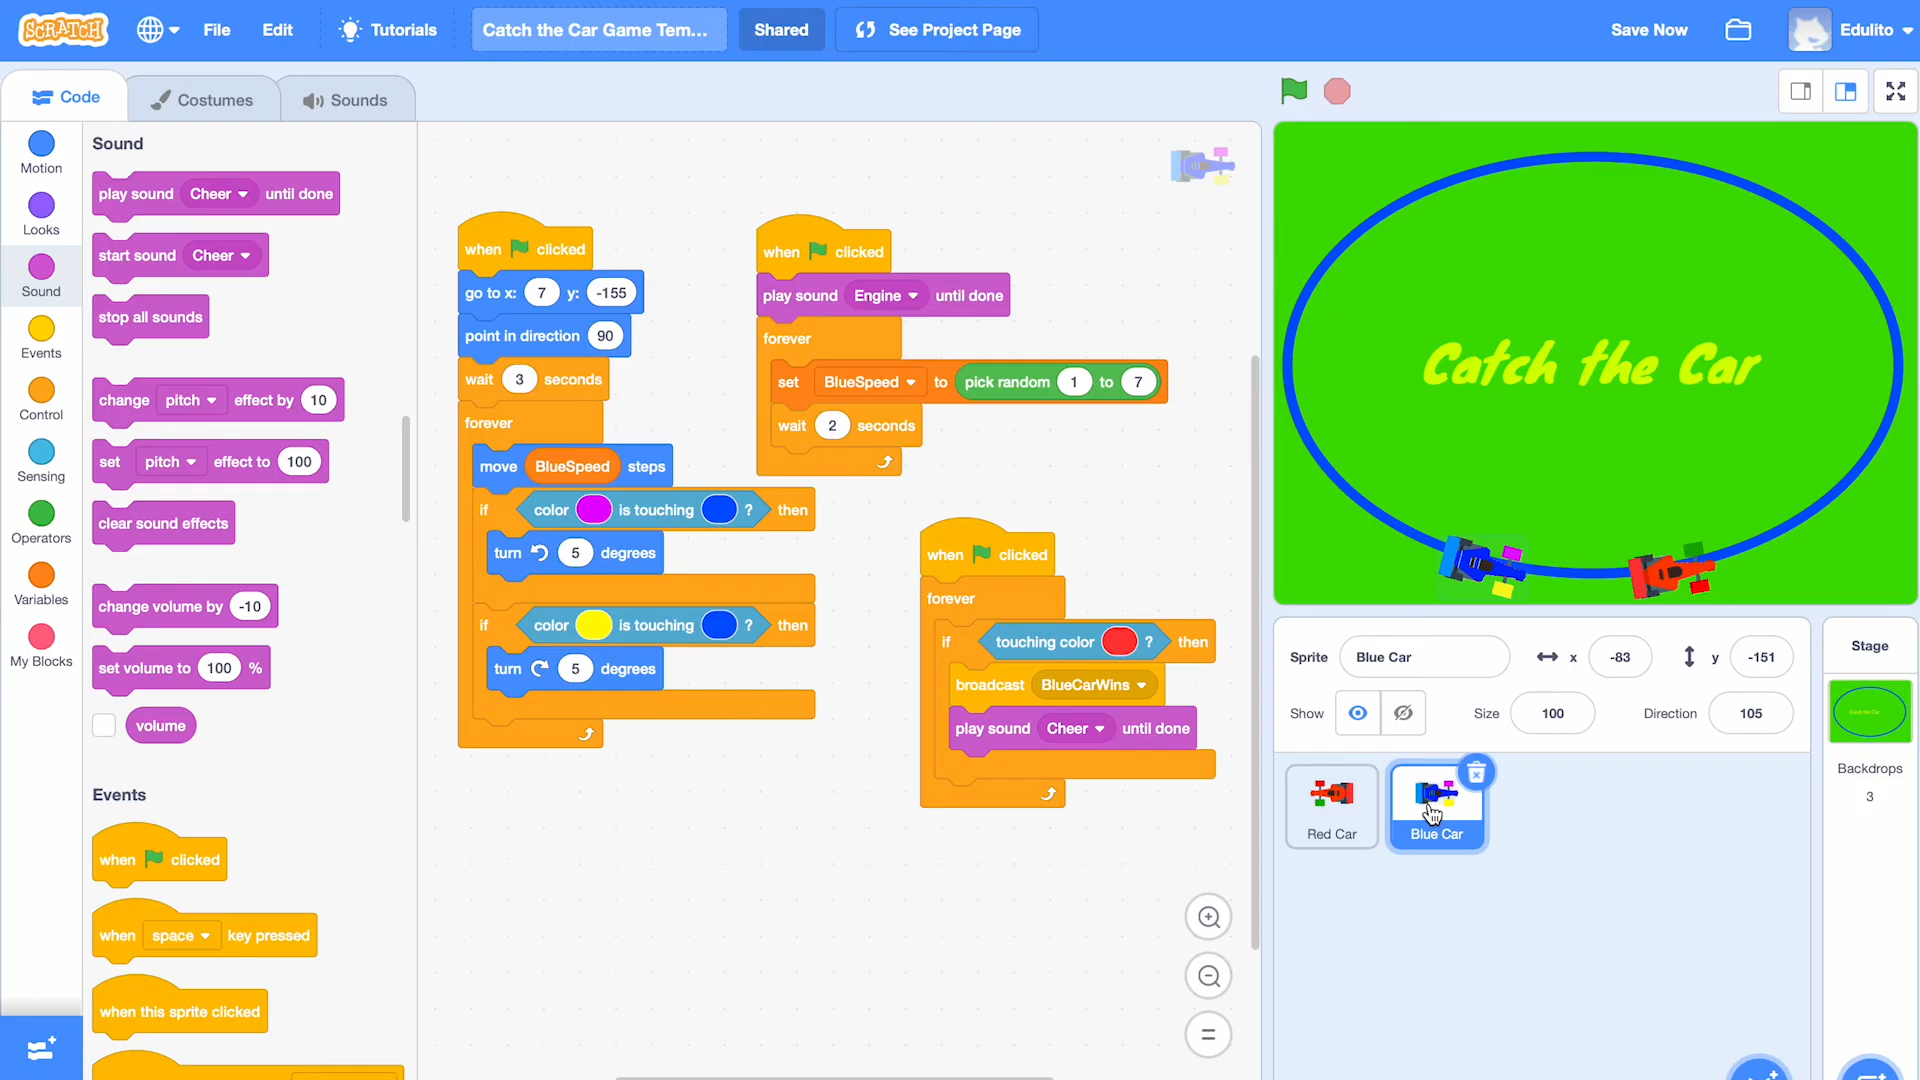 SCRATCH
File
Edit
Tutorials
Catch the Car Game Tem...
Shared
See Project Page
Save Now
Edulito
Code
Costumes
Sounds
Motion
Looks
Sound
Events
Control
Sensing
Operators
Variables
My Blocks
Sound
play sound Cheer until done
start sound Cheer
stop all sounds
change pitch effect by 10
set pitch effect to 100
clear sound effects
change volume by -10
set volume to 100 %
volume
Events
when clicked
when space key pressed
when this sprite clicked
when clicked
go to x: 7 y: -155
point in direction 90
wait 3 seconds
forever
move BlueSpeed steps
if color is touching ? then
turn 5 degrees
if color is touching ? then
turn 5 degrees
when clicked
play sound Engine until done
forever
set BlueSpeed to pick random 1 to 7
wait 2 seconds
when clicked
forever
if touching color ? then
broadcast BlueCarWins
play sound Cheer until done
Catch the Car
Sprite Blue Car x -83 y -151
Show Size 100 Direction 105
Red Car
Blue Car
Stage
Backdrops
3